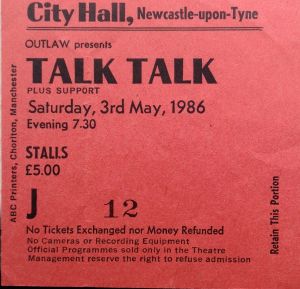 City Hall, Newcastle-upon-Tyne
OUTLAW presents
TALK TALK
PLUS SUPPORT
Saturday, 3rd May, 1986
Evening 7.30
STALLS
£5.00
J 12
No Tickets Exchanged nor Money Refunded
No Cameras or Recording Equipment
Official Programmes sold only in the Theatre
Management reserve the right to refuse admission
ABC Printers, Chorlton, Manchester
Retain This Portion